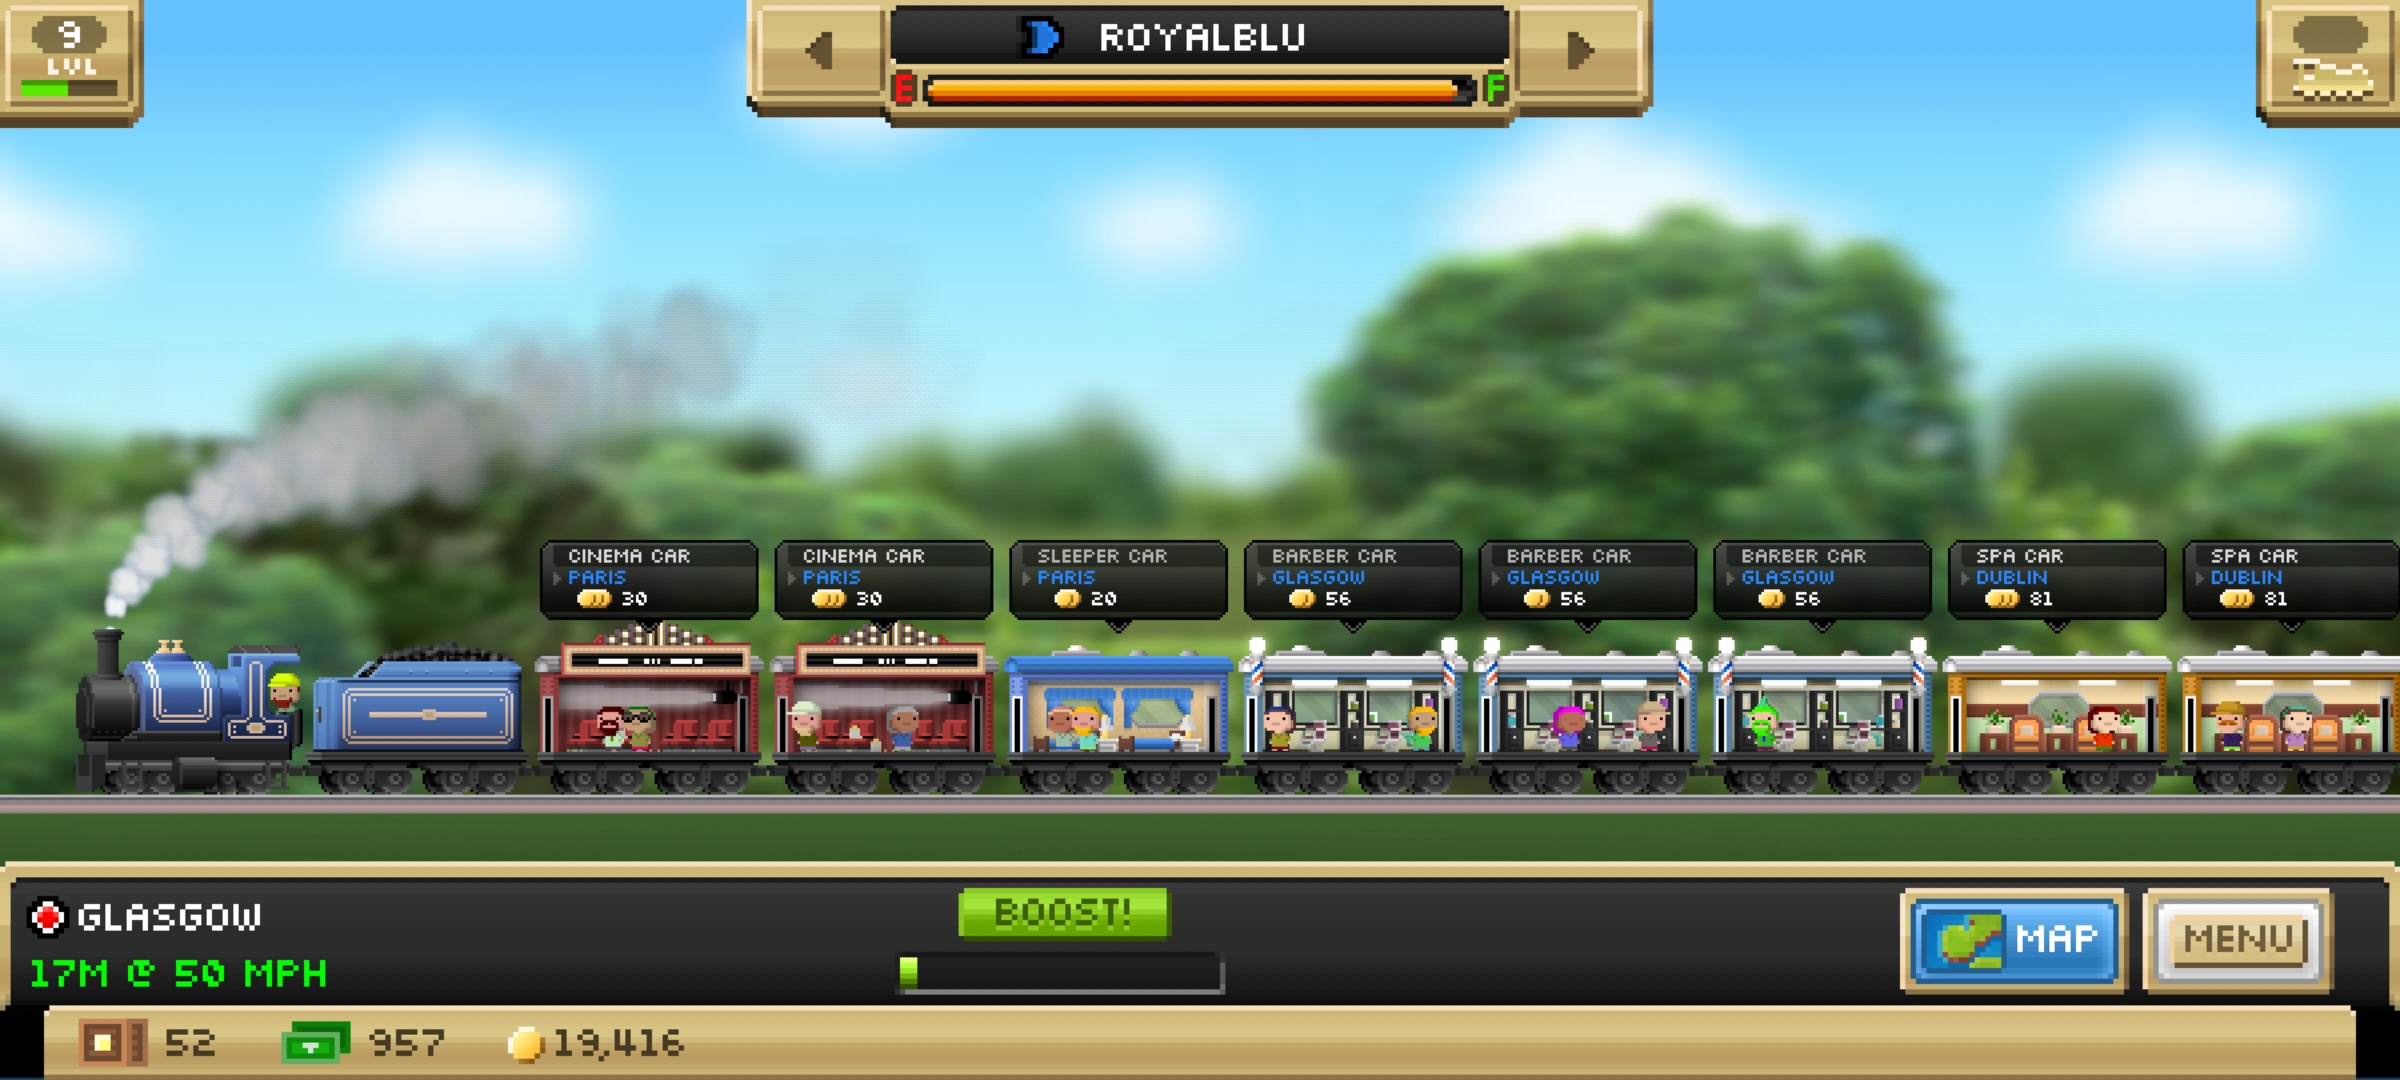 9
LVL
ROYALBLU
E F
CINEMA CAR
PARIS
30
CINEMA CAR
PARIS
30
SLEEPER CAR
PARIS
20
BARBER CAR
GLASGOW
56
BARBER CAR
GLASGOW
56
BARBER CAR
GLASGOW
56
SPA CAR
DUBLIN
81
SPA CAR
DUBLIN
81
GLASGOW
17M @ 50 MPH
BOOST!
MAP
MENU
52 957 19,416